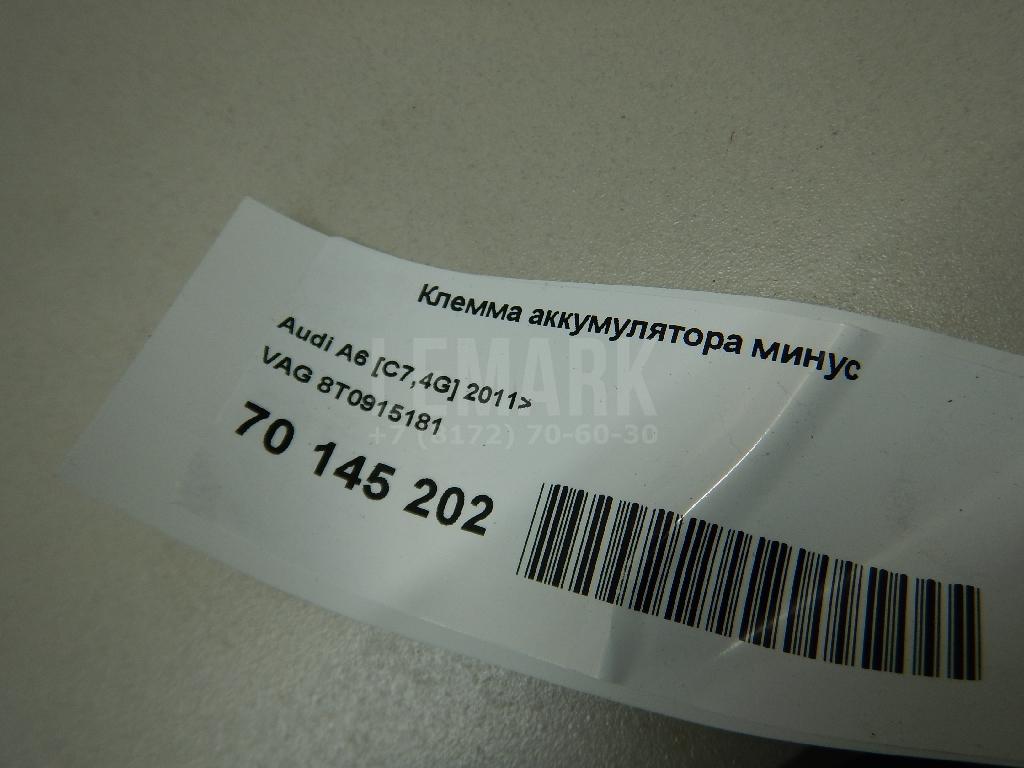 Клемма аккумулятора минус
Audi A6 [C7,4G] 2011>
VAG 8T0915181
70 145 202
LEMARK
+7 (8172) 70-60-30